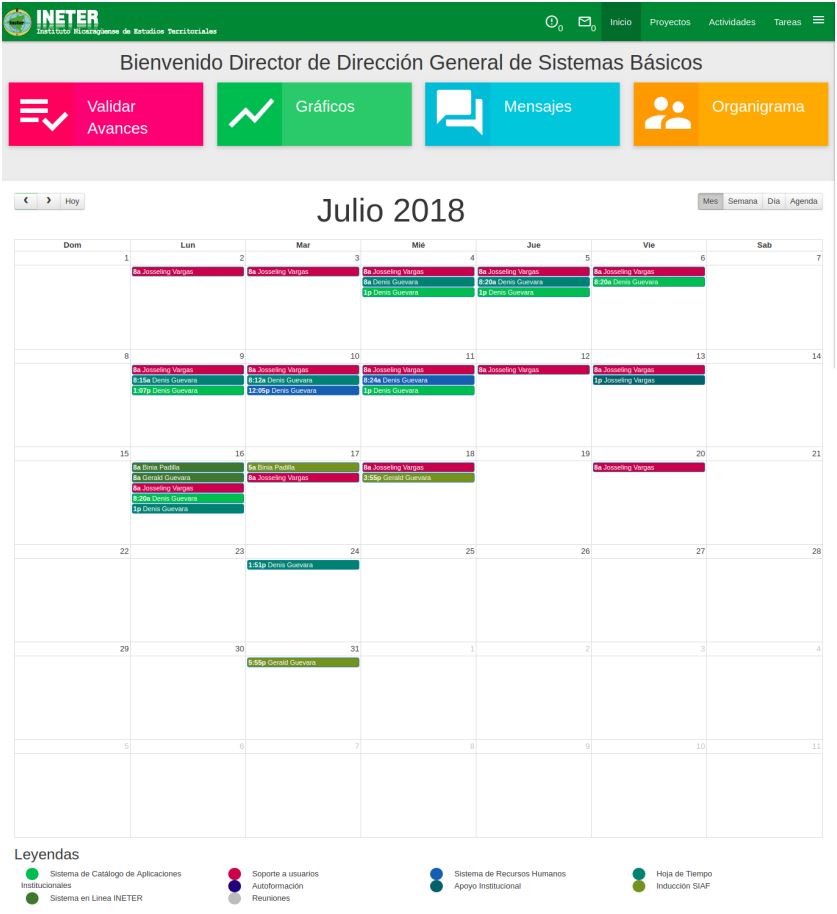 INETER
Instituto Nicaragüense de Estudios Territoriales
0 0 Inicio Proyectos Actividades Tareas
Bienvenido Director de Dirección General de Sistemas Básicos
Validar
Avances
Gráficos
Mensajes
Organigrama
Hoy
Julio 2018
Mes Semana Día Agenda
Dom Lun Mar Mié Jue Vie Sab
1 2 3 4 5 6 7
8a Josseling Vargas 8a Josseling Vargas 8a Josseling Vargas 8a Josseling Vargas 8a Josseling Vargas
8a Denis Guevara 8:20a Denis Guevara 8:20a Denis Guevara
1p Denis Guevara 1p Denis Guevara
8 9 10 11 12 13 14
8a Josseling Vargas 8a Josseling Vargas 8a Josseling Vargas 8a Josseling Vargas 8a Josseling Vargas
8:15a Denis Guevara 8:12a Denis Guevara 8:24a Denis Guevara 1p Josseling Vargas
1:07p Denis Guevara 12:05p Denis Guevara 1p Denis Guevara
15 16 17 18 19 20 21
8a Binia Padilla 5a Binia Padilla 8a Josseling Vargas 8a Josseling Vargas
8a Gerald Guevara 8a Josseling Vargas 3:55p Gerald Guevara
8a Josseling Vargas
8:20a Denis Guevara
1p Denis Guevara
22 23 24 25 26 27 28
1:51p Denis Guevara
29 30 31 1 2 3 4
5:55p Gerald Guevara
5 6 7 8 9 10 11
Leyendas
Sistema de Catálogo de Aplicaciones Soporte a usuarios Sistema de Recursos Humanos Hoja de Tiempo
Institucionales Autoformación Apoyo Institucional Inducción SIAF
Sistema en Linea INETER Reuniones